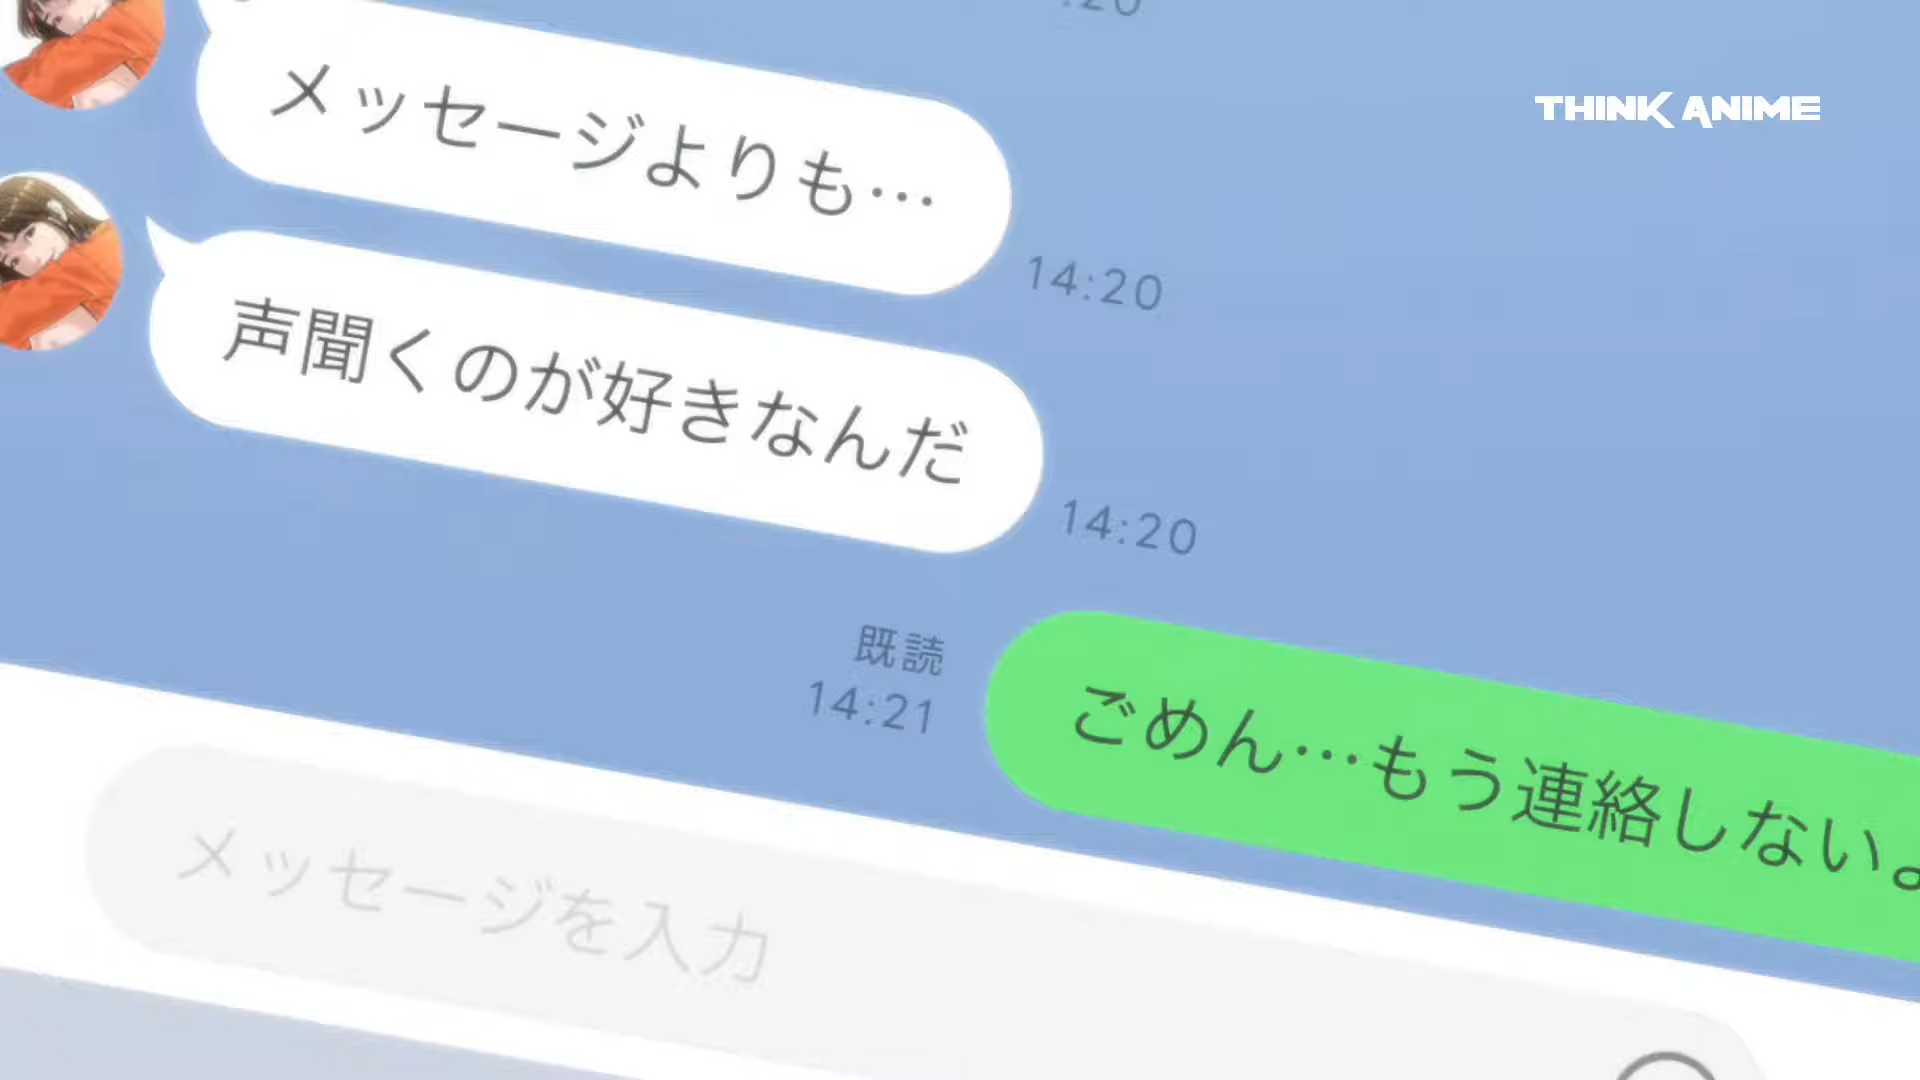 :20
THINK ANIME
メッセージよりも…
14:20
声聞くのが好きなんだ
14:20
既読
14:21
ごめん…もう連絡しない
メッセージを入力